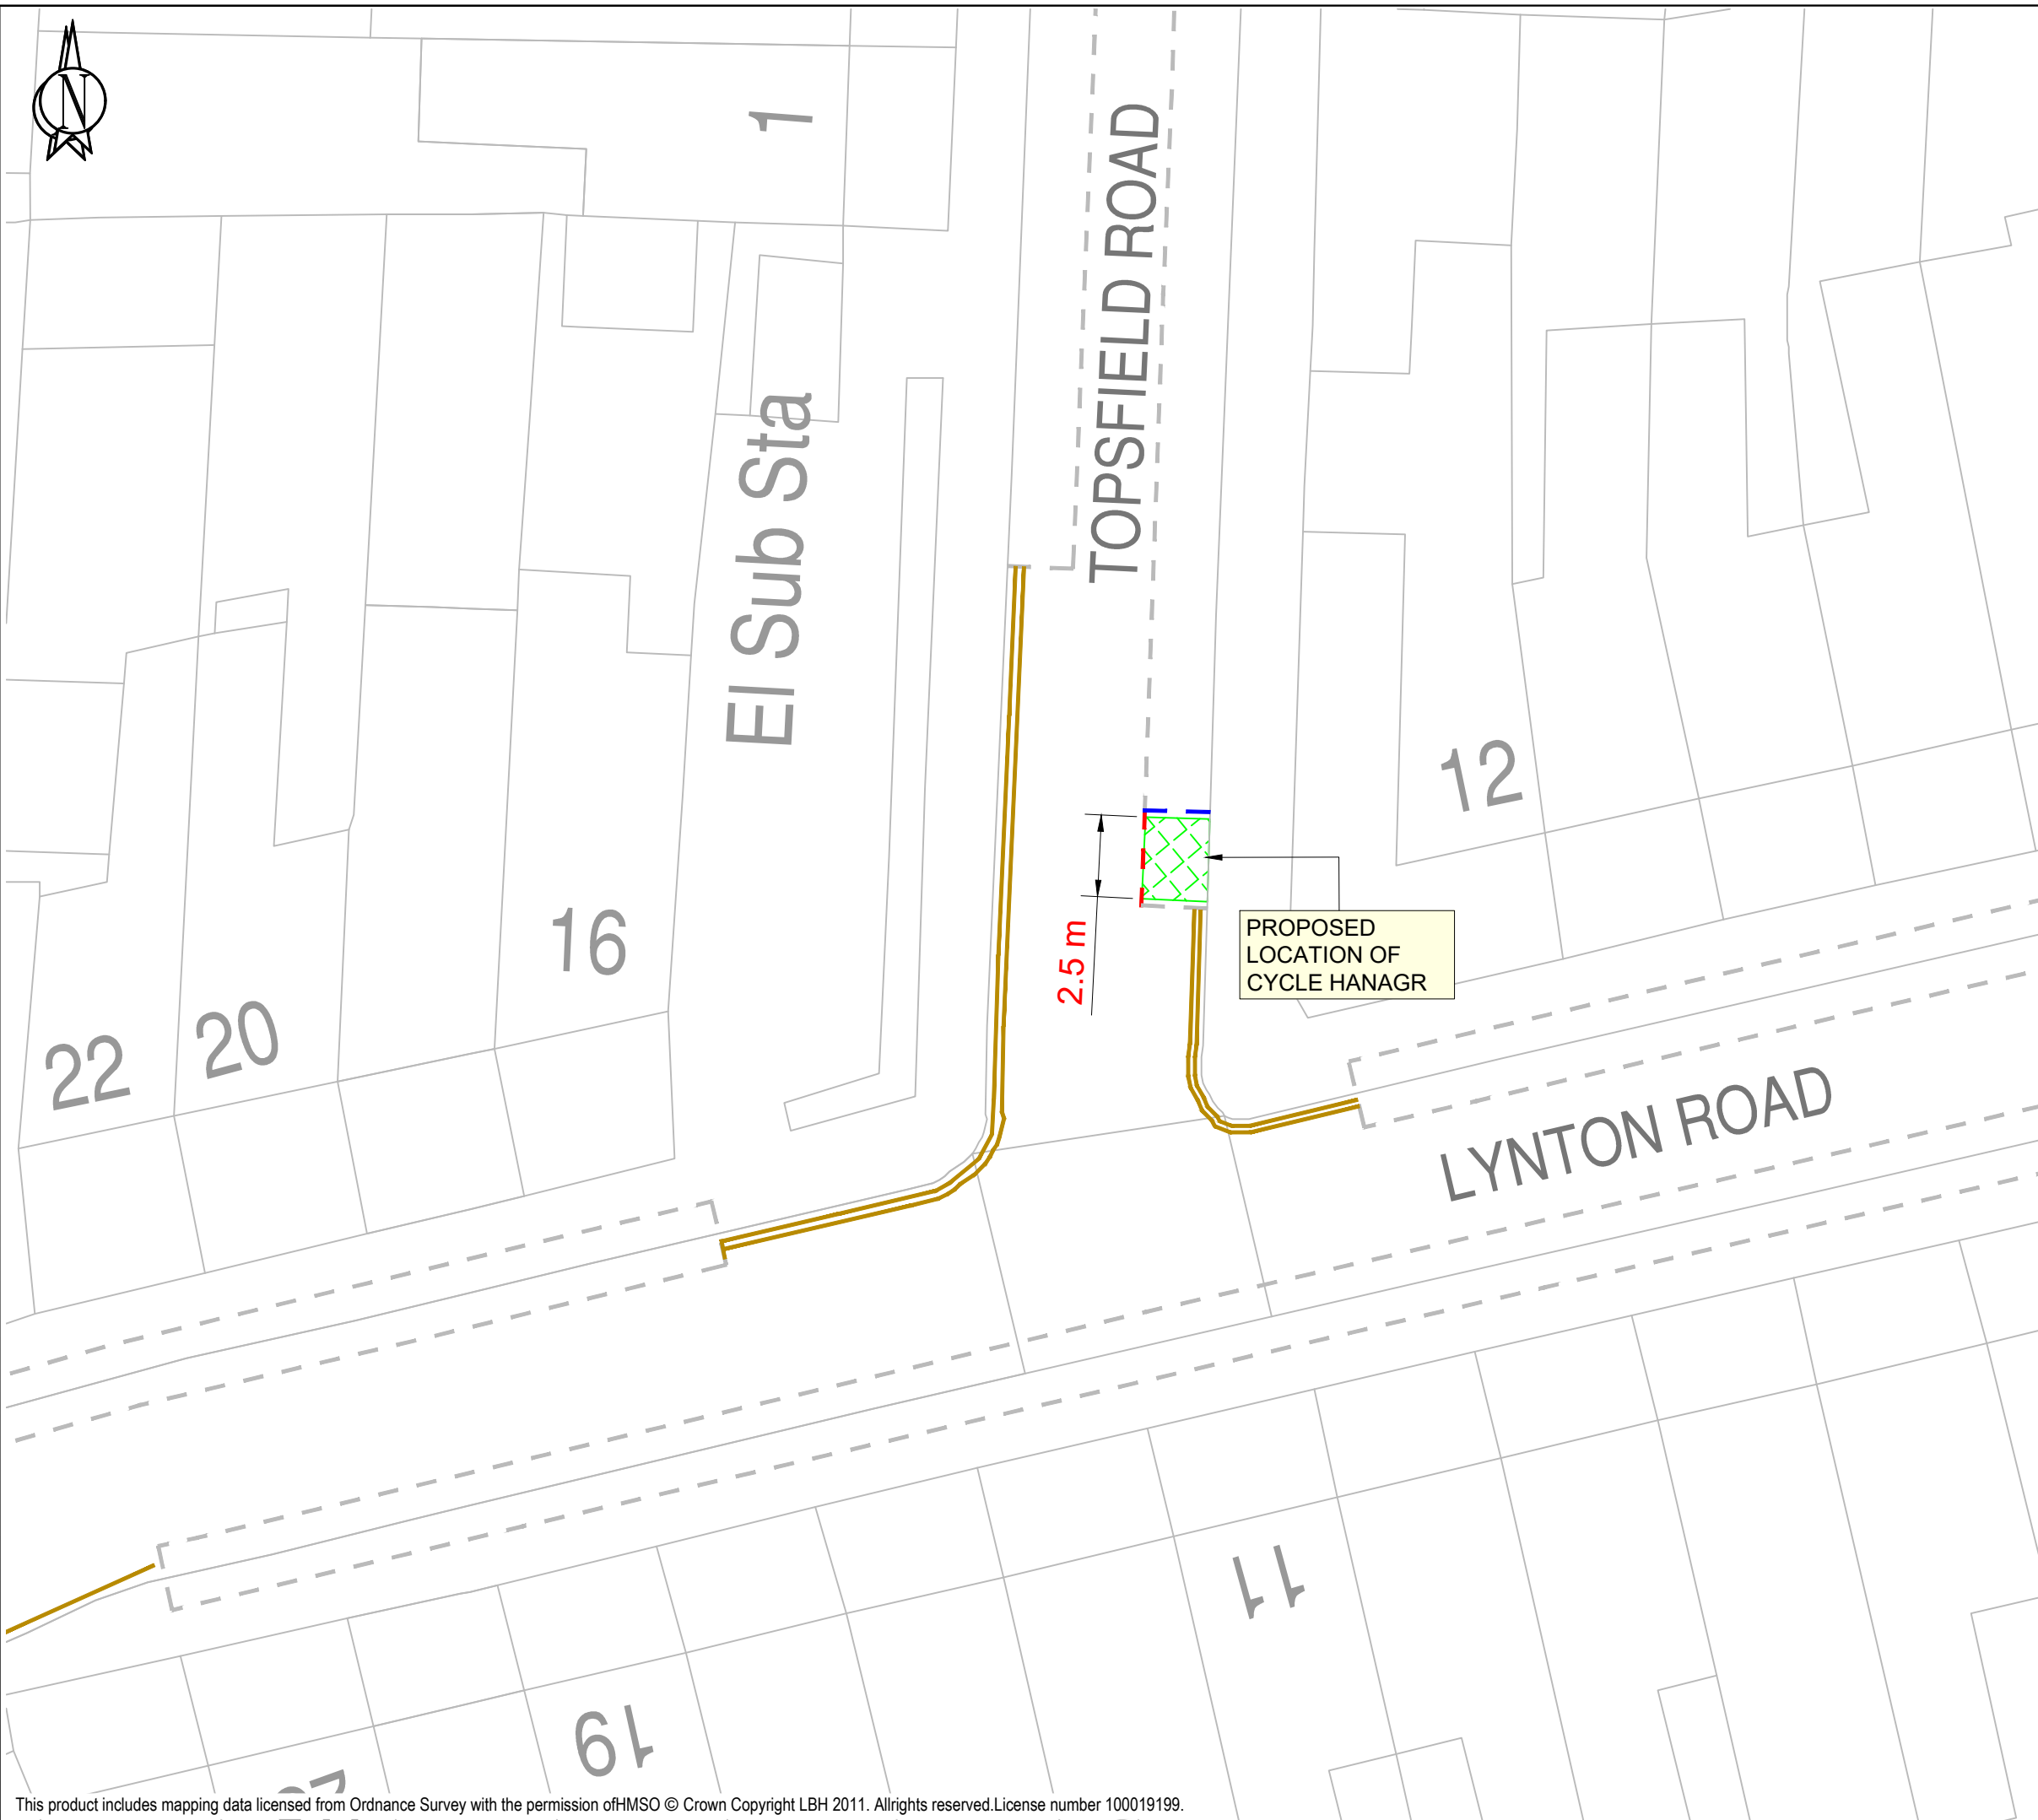 N
1
TOPSFIELD ROAD
El Sub Sta
12
16
PROPOSED
LOCATION OF
CYCLE HANAGR
2.5 m
22
20
LYNTON ROAD
11
19
This product includes mapping data licensed from Ordnance Survey with the permission ofHMSO © Crown Copyright LBH 2011. Allrights reserved.License number 100019199.